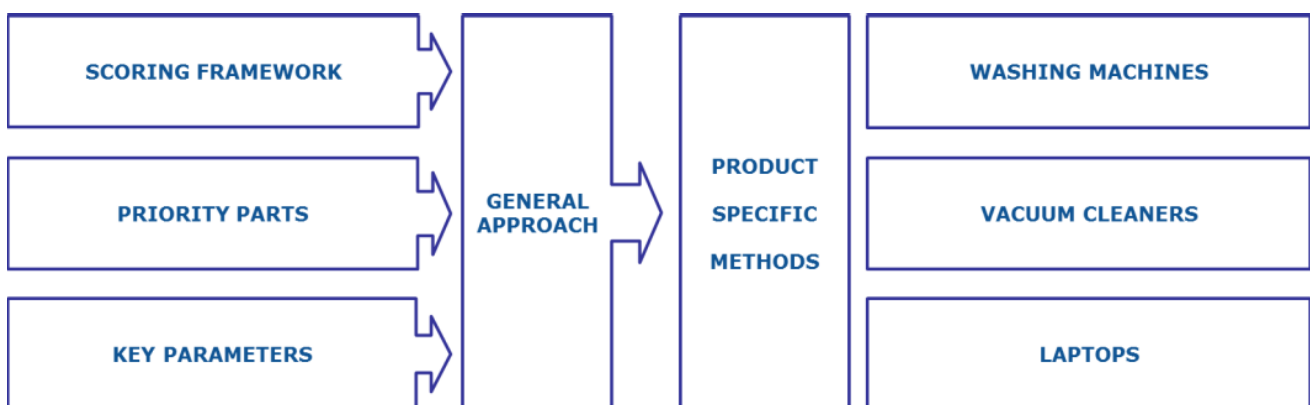 SCORING FRAMEWORK
PRIORITY PARTS
KEY PARAMETERS
GENERAL
APPROACH
PRODUCT
SPECIFIC
METHODS
WASHING MACHINES
VACUUM CLEANERS
LAPTOPS